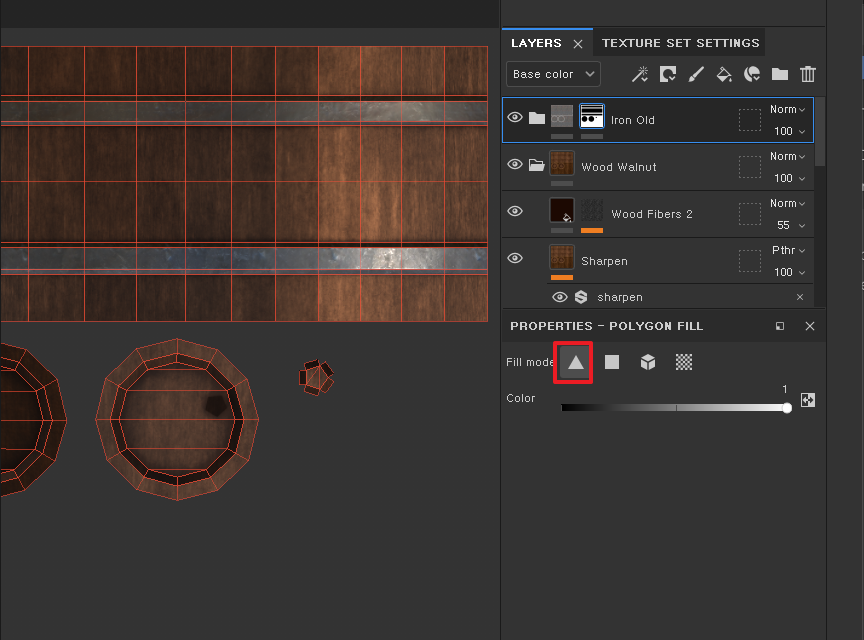 LAYERS × TEXTURE SET SETTINGS
Base color
Norm
Iron Old
100
Norm
Wood Walnut
100
Norm
Wood Fibers 2
55
Pthr
Sharpen
100
sharpen ×
PROPERTIES – POLYGON FILL
Fill mode
1
Color